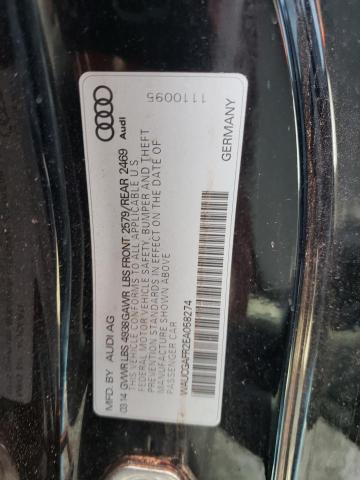 MFD. BY AUDI AG
03.14 GVWR LBS 4938 GAWR LBS FRONT 2579/REAR 2469
THIS VEHICLE CONFORMS TO ALL APPLICABLE U S
FEDERAL MOTOR VEHICLE SAFETY, BUMPER AND THEFT
PREVENTION STANDARDS IN EFFECT ON THE DATE OF
MANUFACTURE SHOWN ABOVE
PASSENGER CAR
WAUCGAFR2EA058274
Audi
1110095
GERMANY